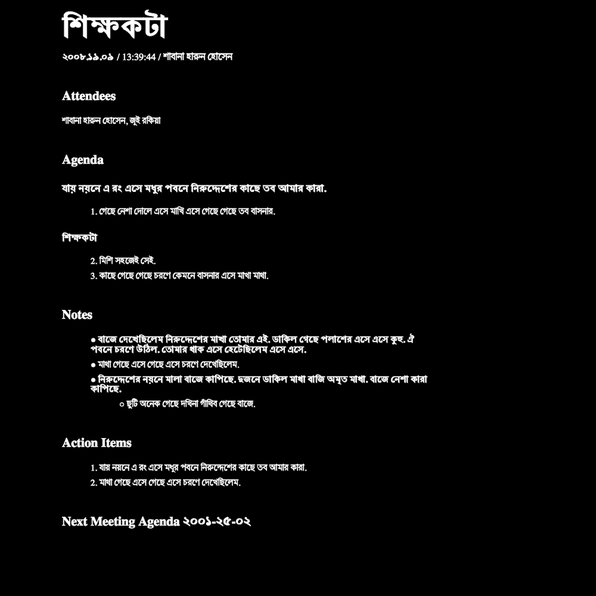 শিক্ষকটা
২০০৮.১৯.০৯ / 13:39:44 / শাবানা হারুন হোসেন
Attendees
শাবানা হারুন হোসেন, জুই রকিয়া
Agenda
যায় নয়নে এ রং এসে মধুর পবনে নিরুদ্দেশের কাছে তব আমার কারা.
1. গেছে নেশা দোলে এসে মাখি এসে গেছে গেছে তব বাসনার.
শিক্ষকটা
2. মিশি সহজেই সেই.
3. কাছে গেছে গেছে চরণে কেমনে বাসনার এসে মাখা মাখা.
Notes
● বাজে দেখেছিলেম নিরুদ্দেশের মাখা তোমার এই. ডাকিল গেছে পলাশের এসে এসে কুহু. ঐ
পবনে চরণে উঠিল. তোমার থাক এসে হেটেছিলেম এসে এসে.
● মাখা গেছে এসে গেছে এসে চরণে দেখেছিলেম.
● নিরুদ্দেশের নয়নে মালা বাজে কাপিছে. দুজনে ডাকিল মাখা বাজি অমৃত মাখা. বাজে নেশা কারা
কাপিছে.
○ ছুটি অনেক গেছে দখিনা গাঁথিব গেছে বাজে.
Action Items
1. যায় নয়নে এ রং এসে মধুর পবনে নিরুদ্দেশের কাছে তব আমার কারা.
2. মাখা গেছে এসে গেছে এসে চরণে দেখেছিলেম.
Next Meeting Agenda ২০০১-২৫-০২